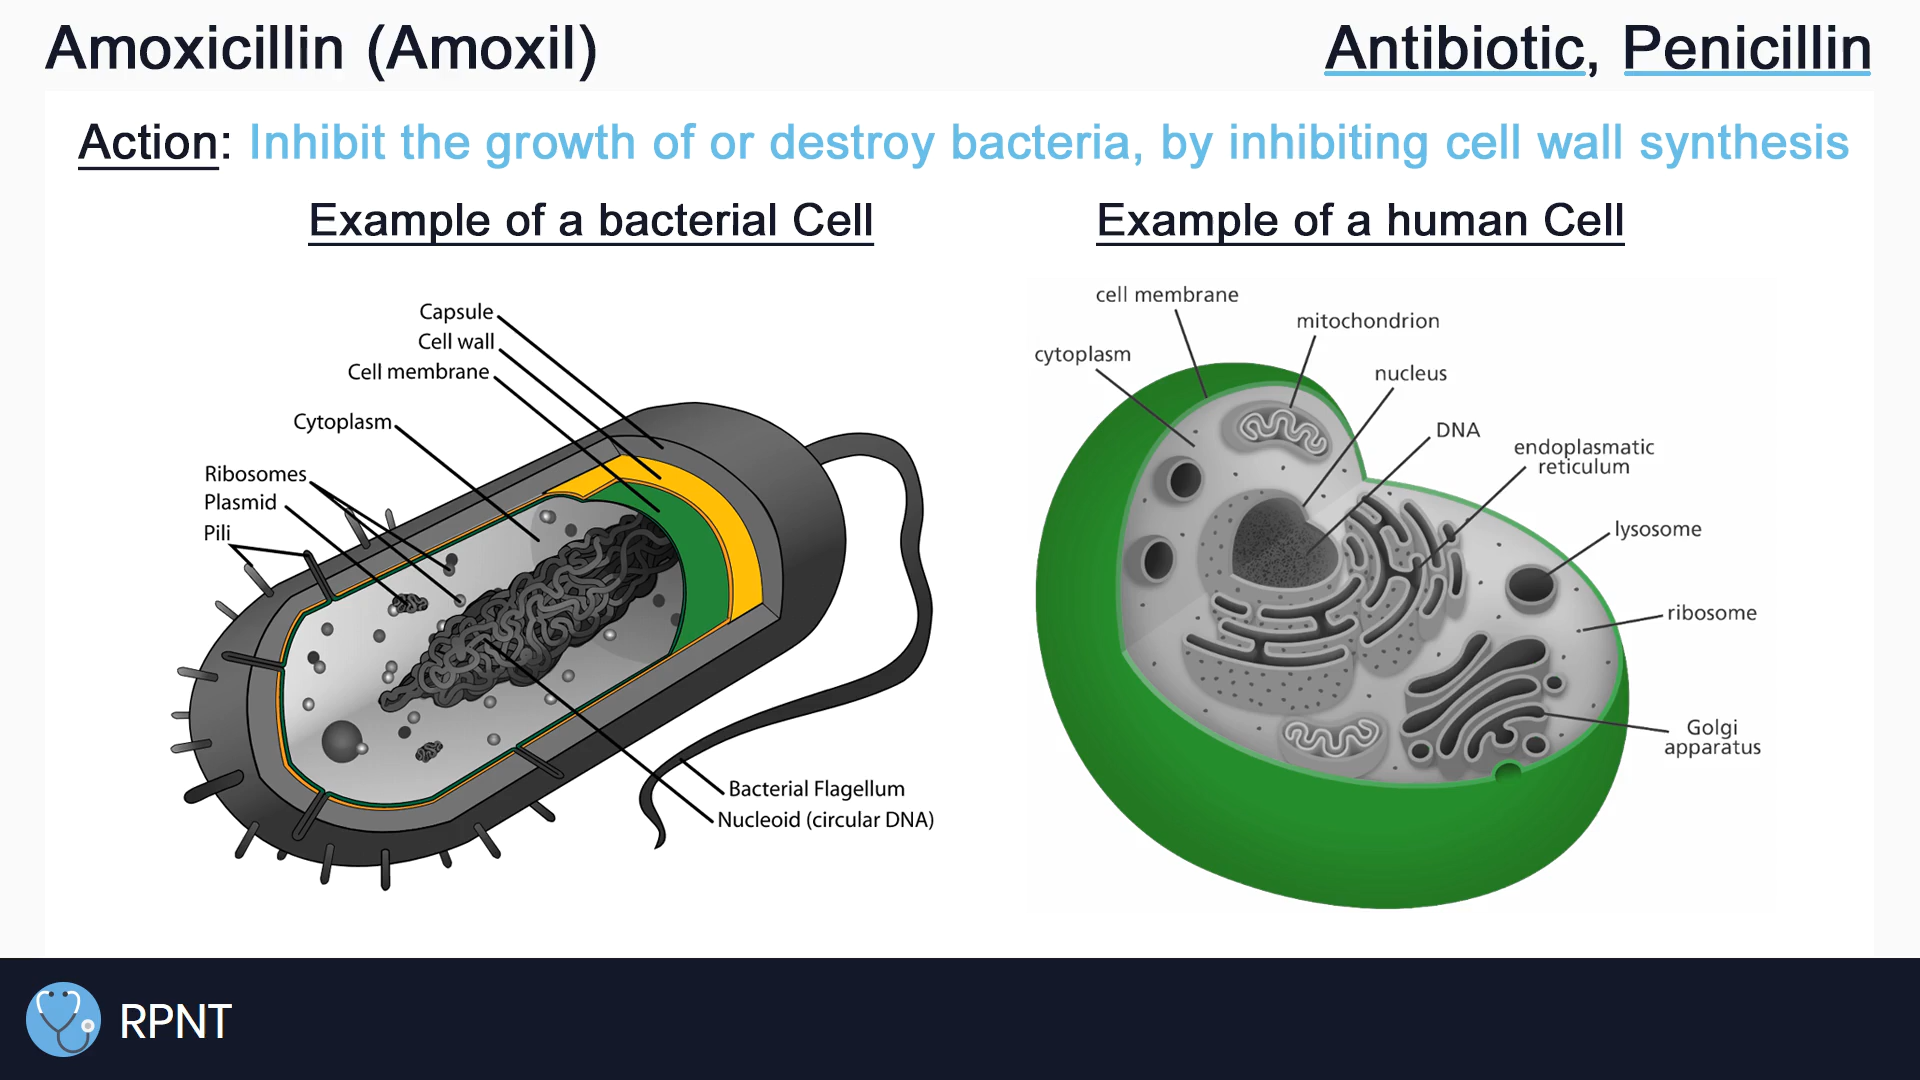 Amoxicillin (Amoxil)
Antibiotic, Penicillin
Action: Inhibit the growth of or destroy bacteria, by inhibiting cell wall synthesis
Example of a bacterial Cell
Capsule
Cell wall
Cell membrane
Cytoplasm
Ribosomes
Plasmid
Pili
Bacterial Flagellum
Nucleoid (circular DNA)
Example of a human Cell
cell membrane
mitochondrion
cytoplasm
nucleus
DNA
endoplasmatic
reticulum
lysosome
ribosome
Golgi
apparatus
RPNT